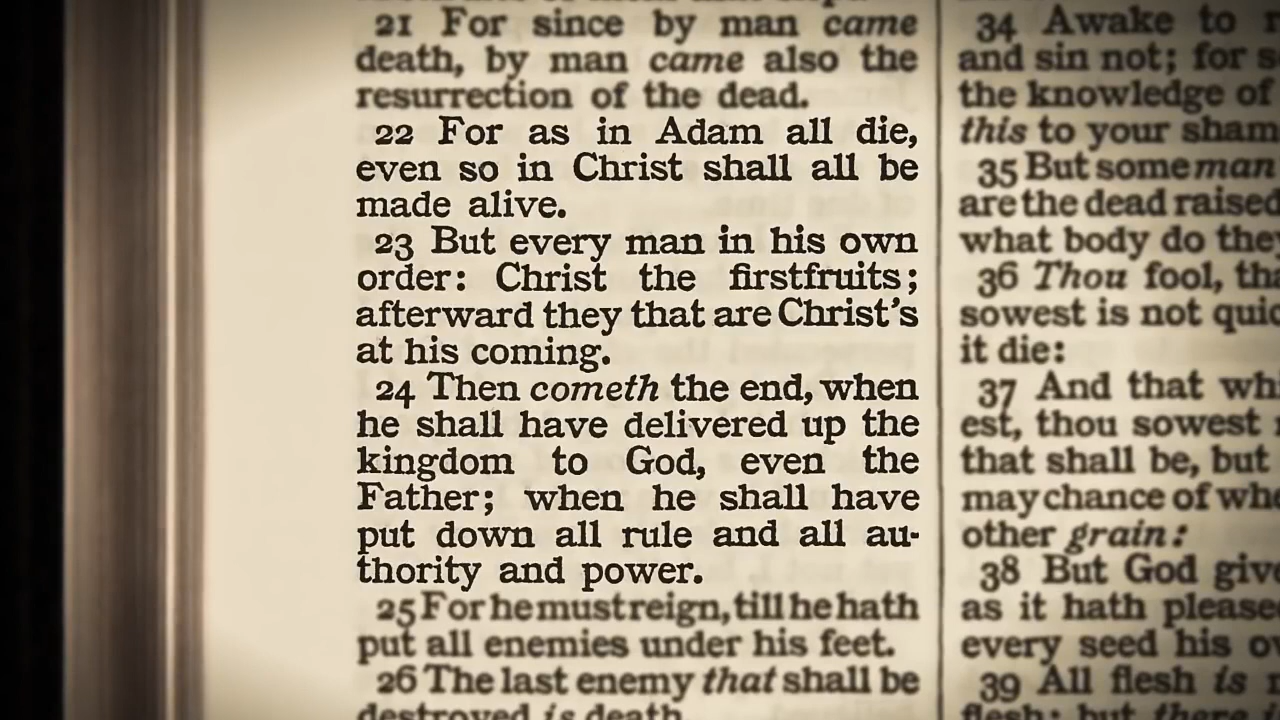 21 For since by man came
death, by man came also the
resurrection of the dead.
22 For as in Adam all die,
even so in Christ shall all be
made alive.
23 But every man in his own
order: Christ the firstfruits;
afterward they that are Christ's
at his coming.
24 Then cometh the end, when
he shall have delivered up the
kingdom to God, even the
Father; when he shall have
put down all rule and all au-
thority and power.
25 For he must reign, till he hath
put all enemies under his feet.
26 The last enemy that shall be
destroyed is death.
34 Awake to
and sin not; for
the knowledge of
this to your
35 But some man
are the dead raised
what body do they
36 Thou fool,
sowest is not
it die:
37 And that
est, thou sowest
that shall be, but
may chance of
other grain:
38 But God
as it hath
every seed his
39 All flesh is
flesh: but there